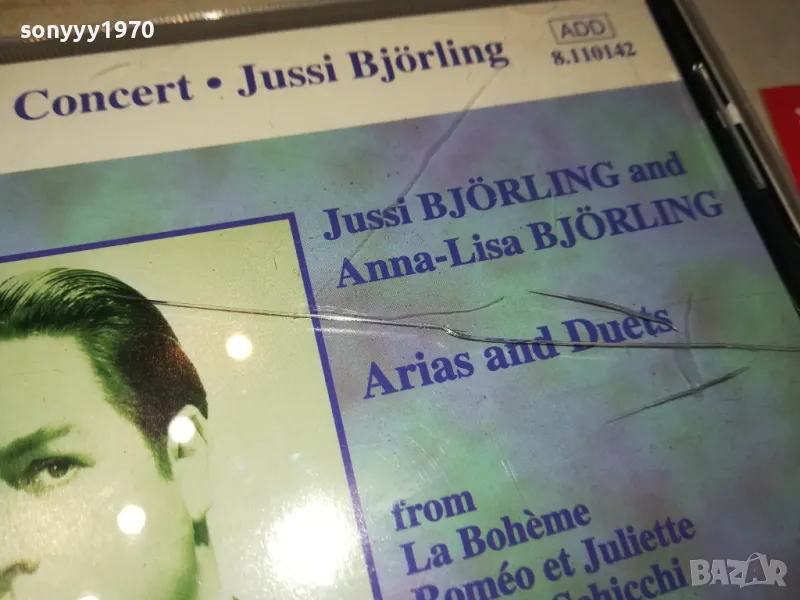 sonyyy1970
Concert • Jussi Björling
ADD
8.110142
Jussi BJÖRLING and
Anna-Lisa BJÖRLING
Arias and Duets
from
La Bohème
Roméo et Juliette
Schicchi
BAZAR